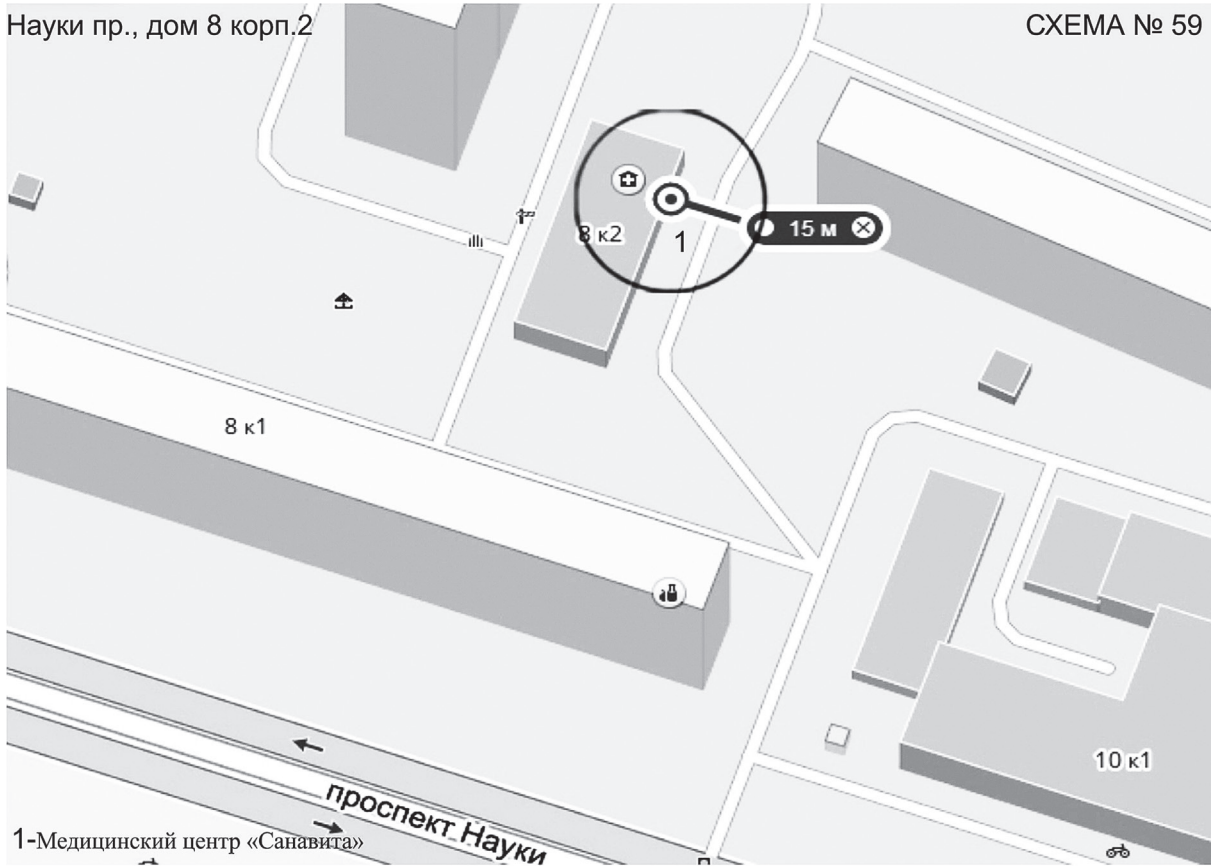 Науки пр., дом 8 корп.2
СХЕМА № 59
8 к2
1
15 м
8 к1
10 к1
проспект Науки
1-Медицинский центр «Санавита»